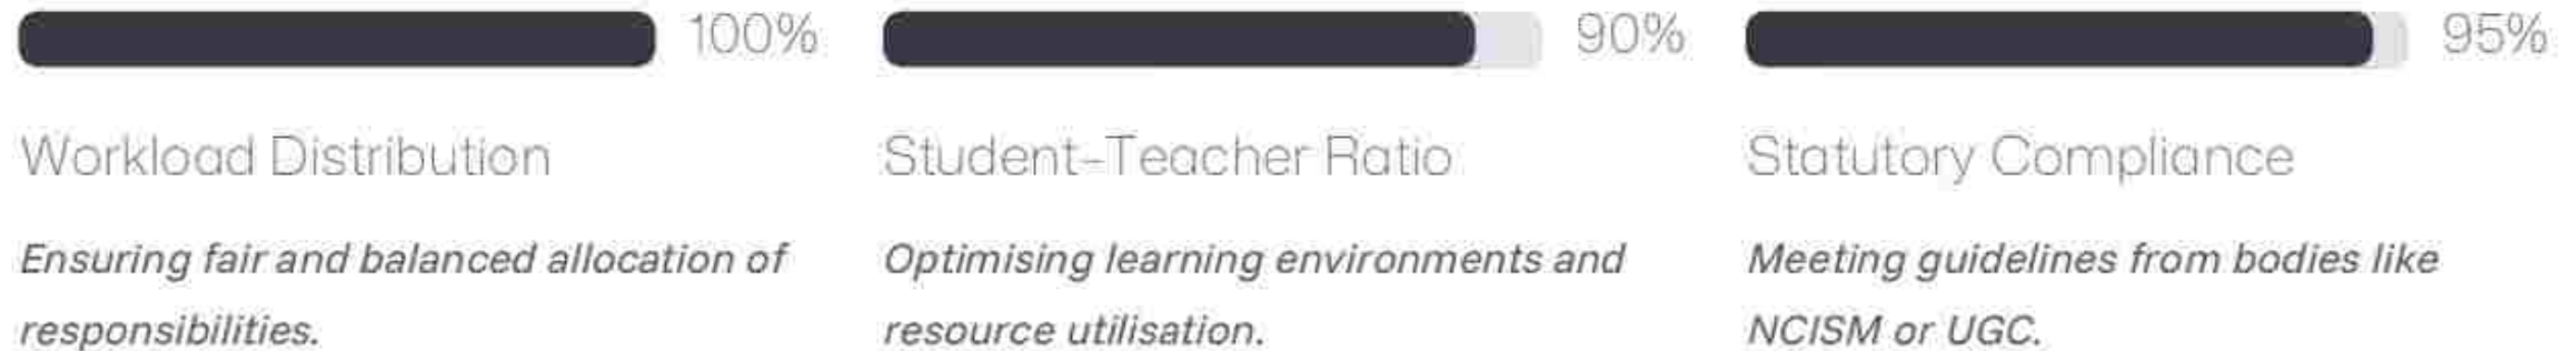 100%
Workload Distribution
Ensuring fair and balanced allocation of
responsibilities.
90%
Student-Teacher Ratio
Optimising learning environments and
resource utilisation.
95%
Statutory Compliance
Meeting guidelines from bodies like
NCISM or UGC.